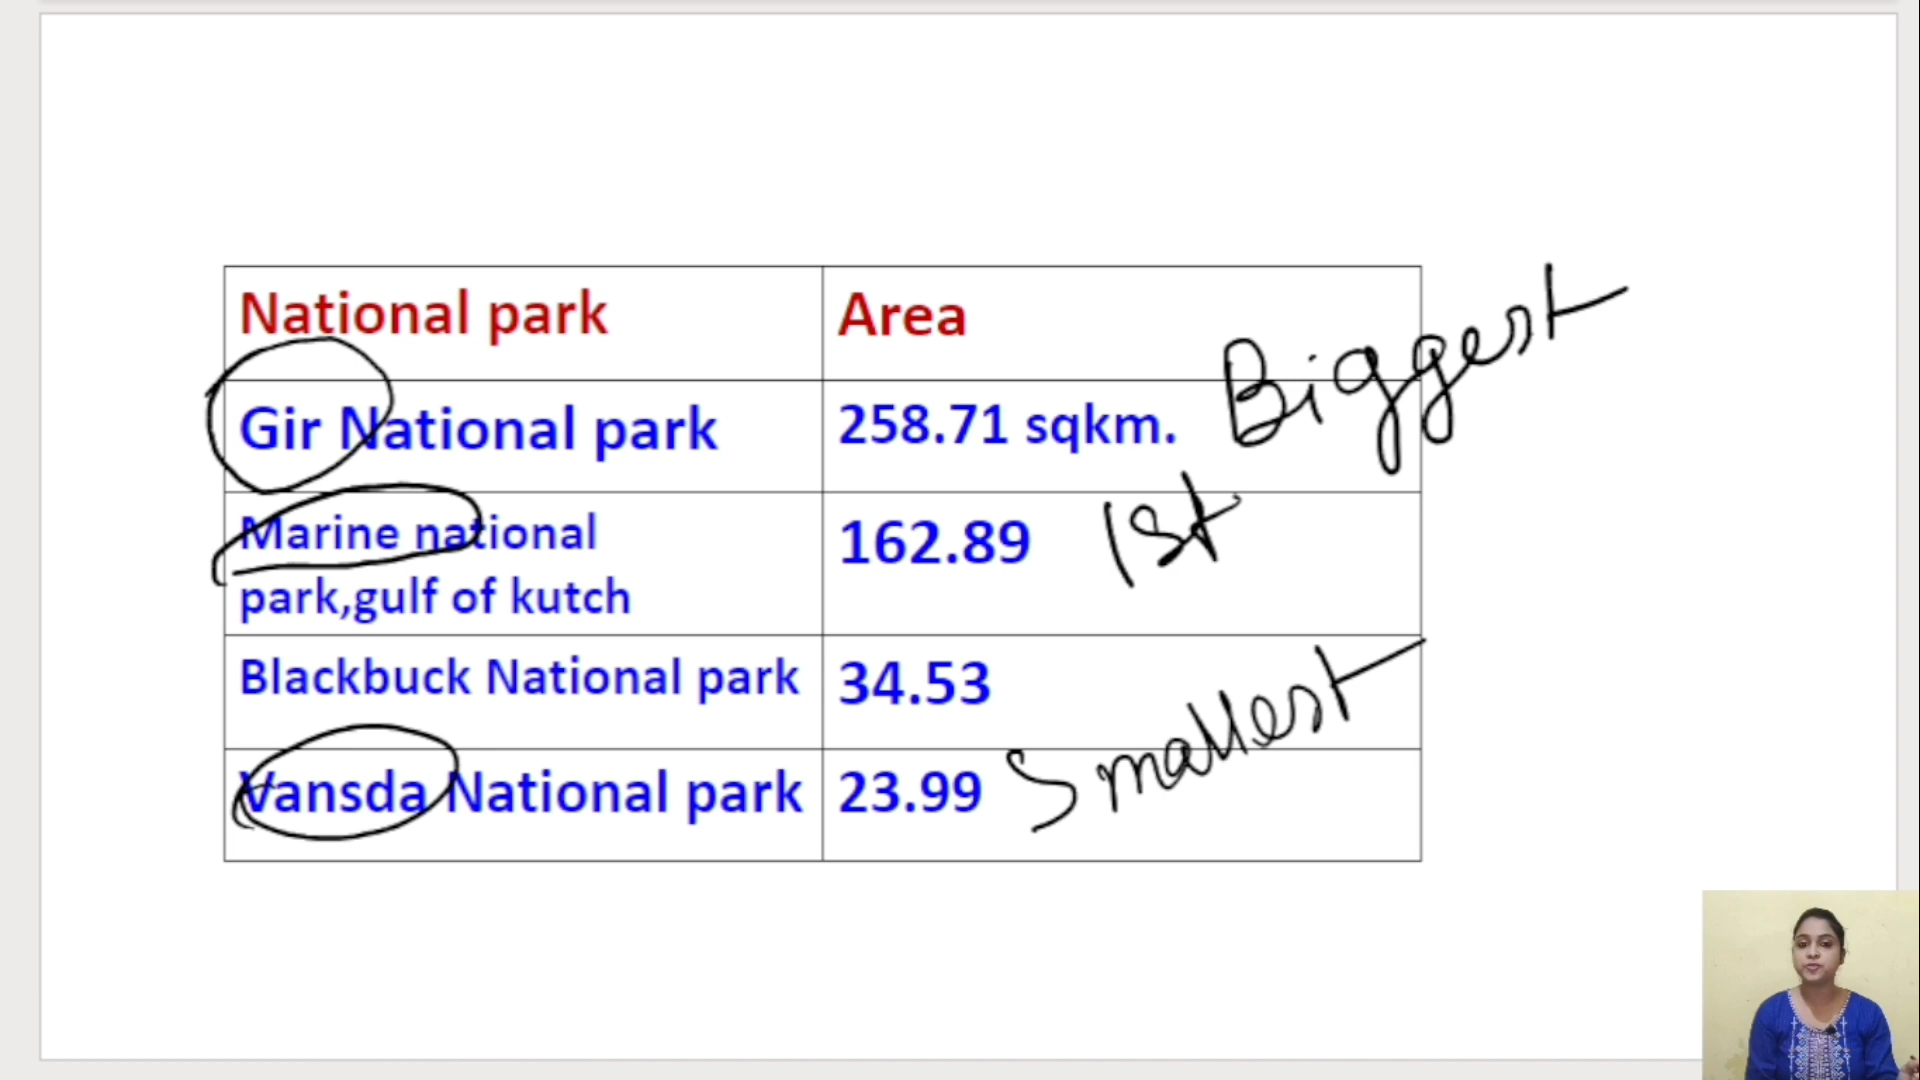 National park Area
Gir National park 258.71 sqkm. Biggest
Marine national park,gulf of kutch 162.89 1st
Blackbuck National park 34.53
Vansda National park 23.99 Smallest